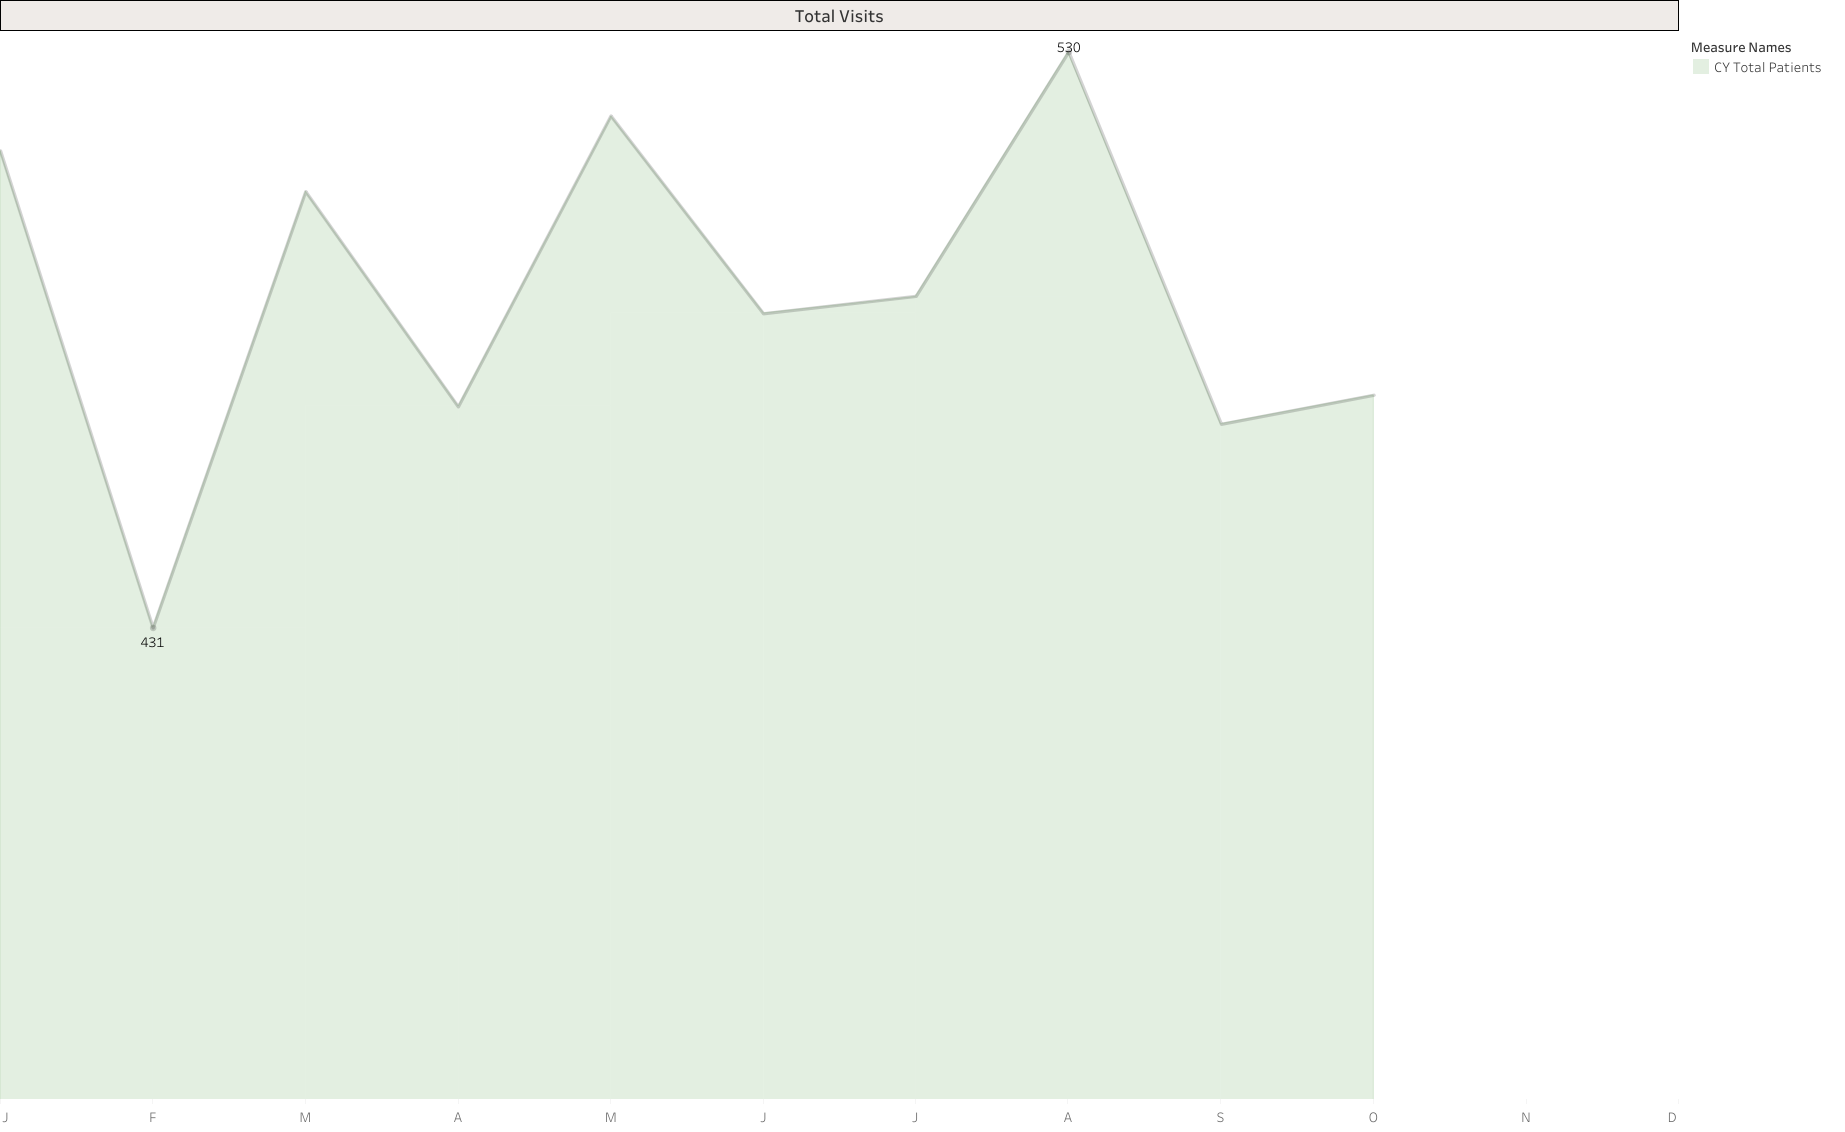 Total Visits
530
Measure Names
CY Total Patients
431
J F M A M J J A S O N D